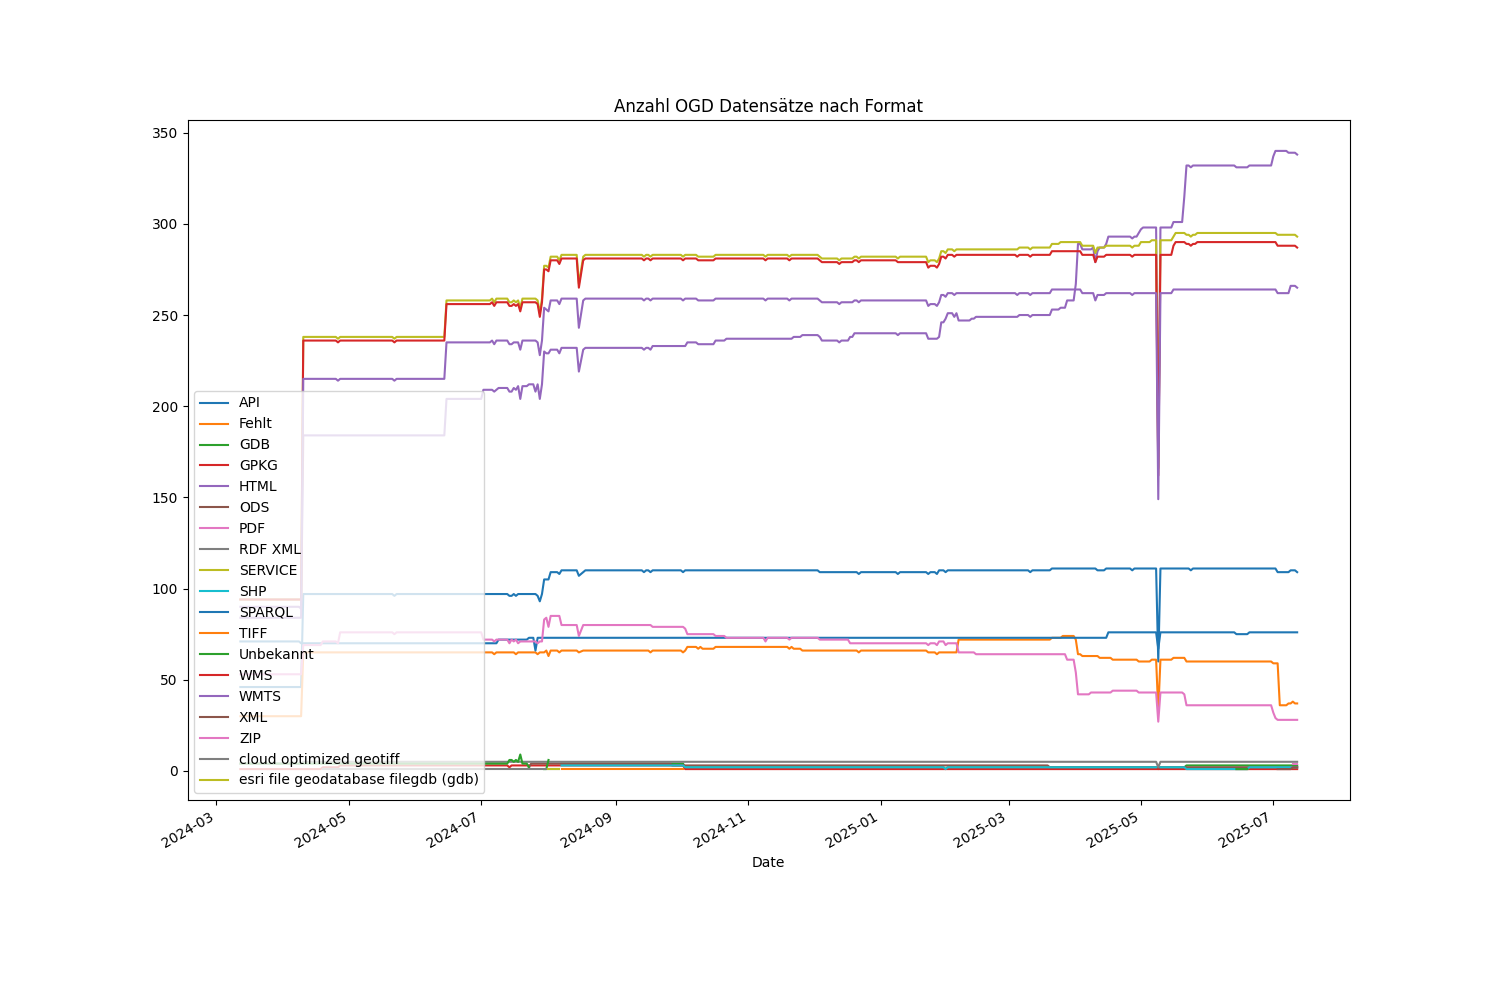 Anzahl OGD Datensätze nach Format
350
300
250
200
150
100
50
0
API
Fehlt
GDB
GPKG
HTML
ODS
PDF
RDF XML
SERVICE
SHP
SPARQL
TIFF
Unbekannt
WMS
WMTS
XML
ZIP
cloud optimized geotiff
esri file geodatabase filegdb (gdb)
2024-03
2024-05
2024-07
2024-09
2024-11
2025-01
2025-03
2025-05
2025-07
Date